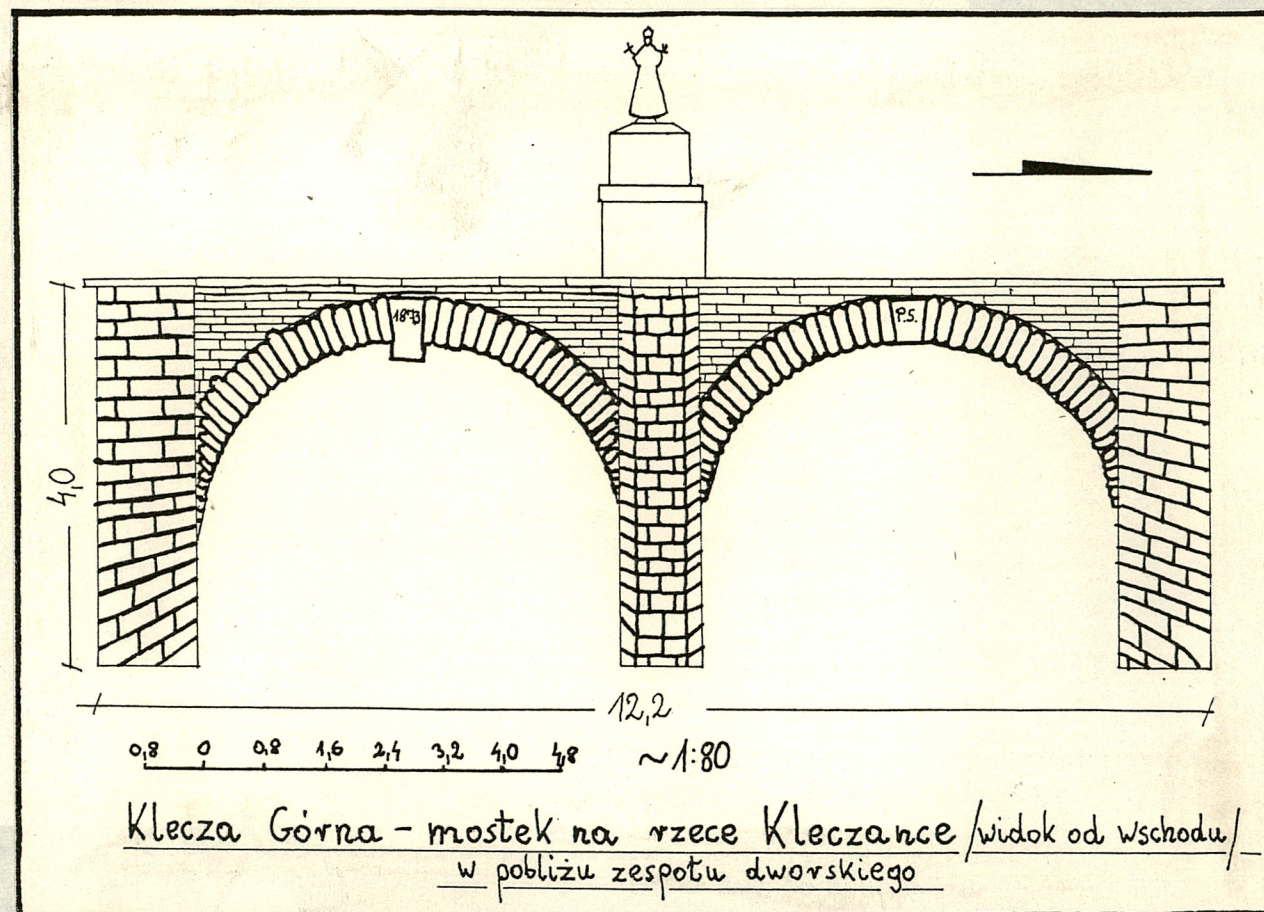 1873
P.S.
4,0
12,2
0,8 0 0,8 1,6 2,4 3,2 4,0 4,8 ~1:80
Klecza Górna - mostek na rzece Kleczance /widok od wschodu/
w pobliżu zespołu dworskiego